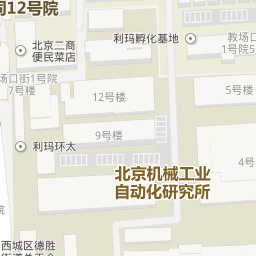 司12号院
北京二商
便民菜店
利玛孵化基地
教场口
1号院5
场口街1号院
7号楼
12号楼
5号楼
9号楼
利玛环太
4号
北京机械工业
自动化研究所
西城区德胜